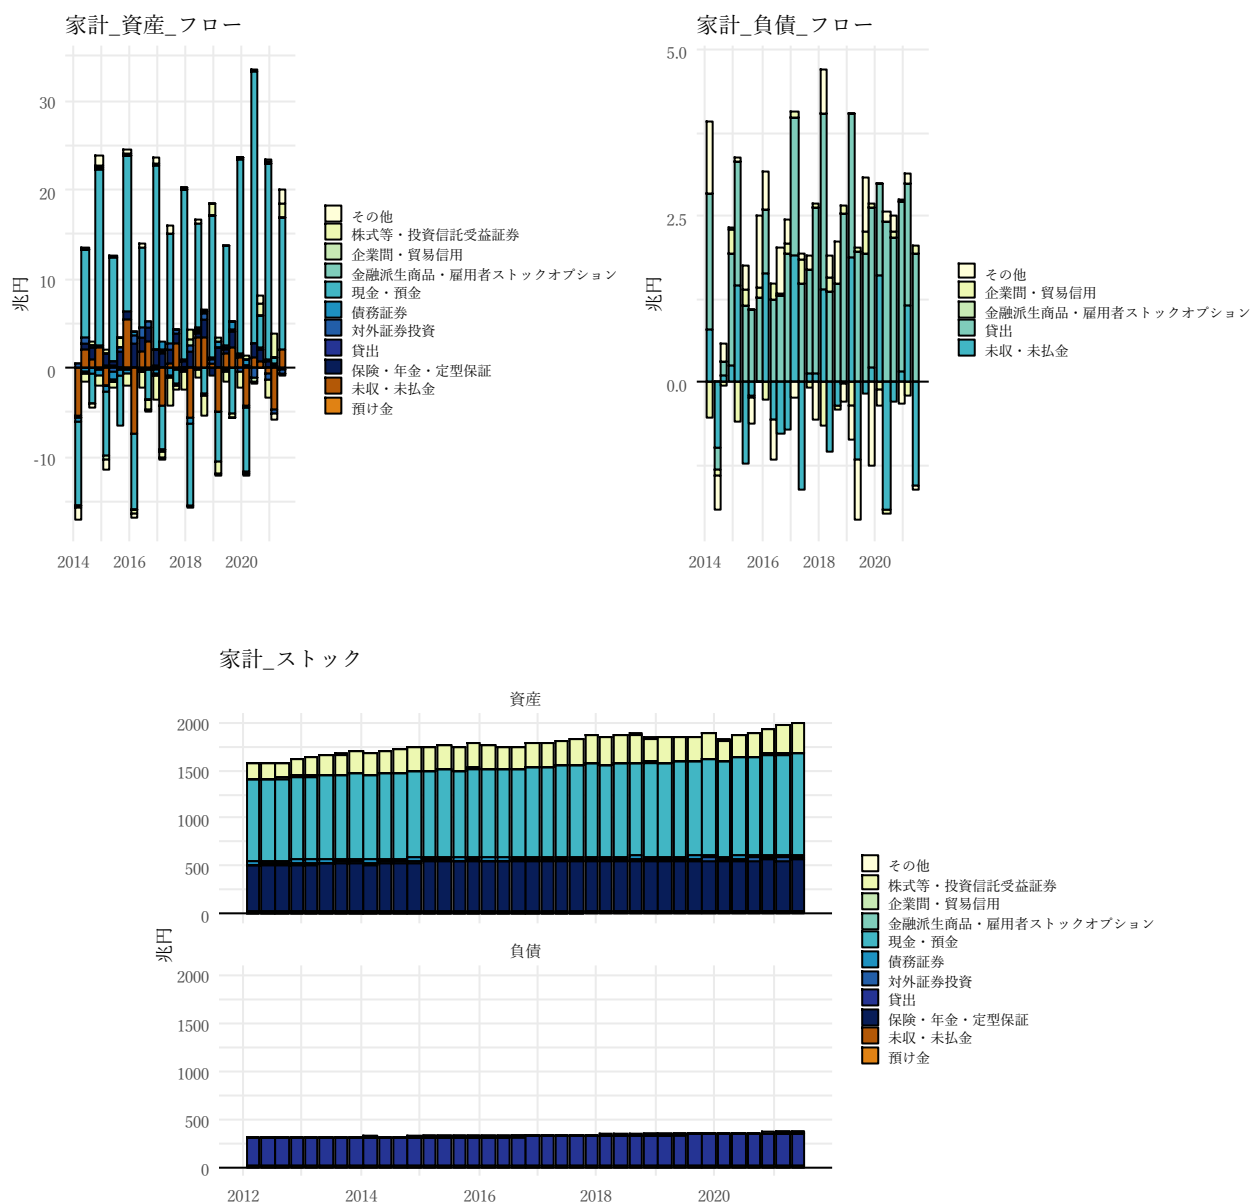 家計_資産_フロー
兆円
30
20
10
0
-10
2014
2016
2018
2020
その他
株式等・投資信託受益証券
企業間・貿易信用
金融派生商品・雇用者ストックオプション
現金・預金
債務証券
対外証券投資
貸出
保険・年金・定型保証
未収・未払金
預け金
家計_負債_フロー
兆円
5.0
2.5
0.0
2014
2016
2018
2020
その他
企業間・貿易信用
金融派生商品・雇用者ストックオプション
貸出
未収・未払金
家計_ストック
資産
兆円
2000
1500
1000
500
0
負債
2000
1500
1000
500
0
2012
2014
2016
2018
2020
その他
株式等・投資信託受益証券
企業間・貿易信用
金融派生商品・雇用者ストックオプション
現金・預金
債務証券
対外証券投資
貸出
保険・年金・定型保証
未収・未払金
預け金